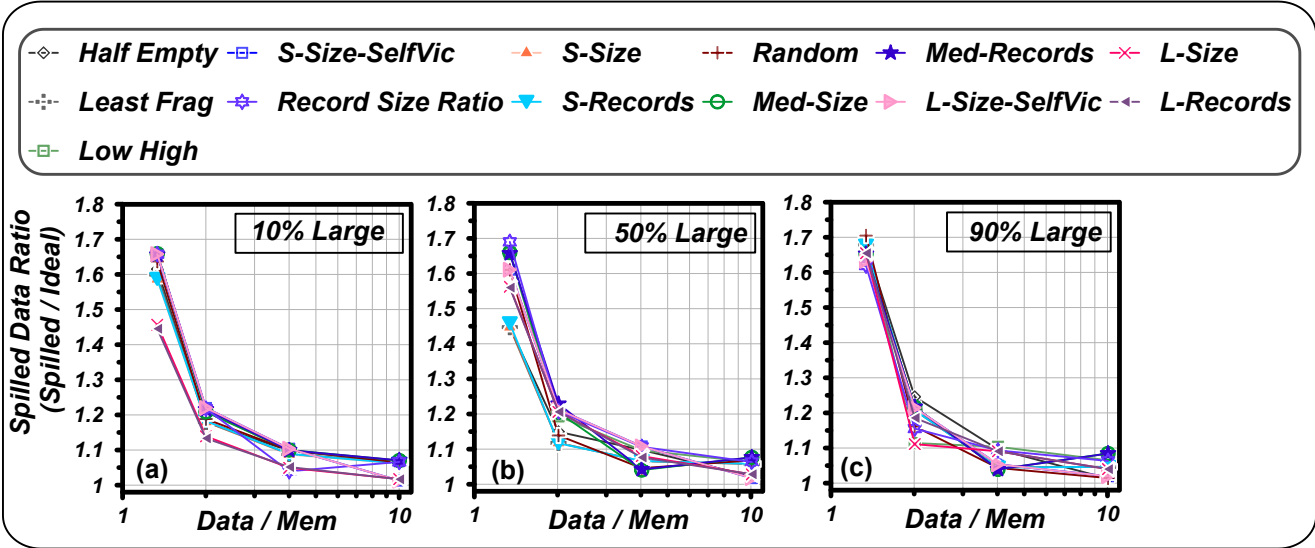 Half Empty S-Size-SelfVic S-Size Random Med-Records L-Size
Least Frag Record Size Ratio S-Records Med-Size L-Size-SelfVic L-Records
Low High
Spilled Data Ratio
(Spilled / Ideal)
1.8
1.7
1.6
1.5
1.4
1.3
1.2
1.1
1
10% Large
(a)
1 10
Data / Mem
1.8
1.7
1.6
1.5
1.4
1.3
1.2
1.1
1
50% Large
(b)
1 10
Data / Mem
1.8
1.7
1.6
1.5
1.4
1.3
1.2
1.1
1
90% Large
(c)
1 10
Data / Mem